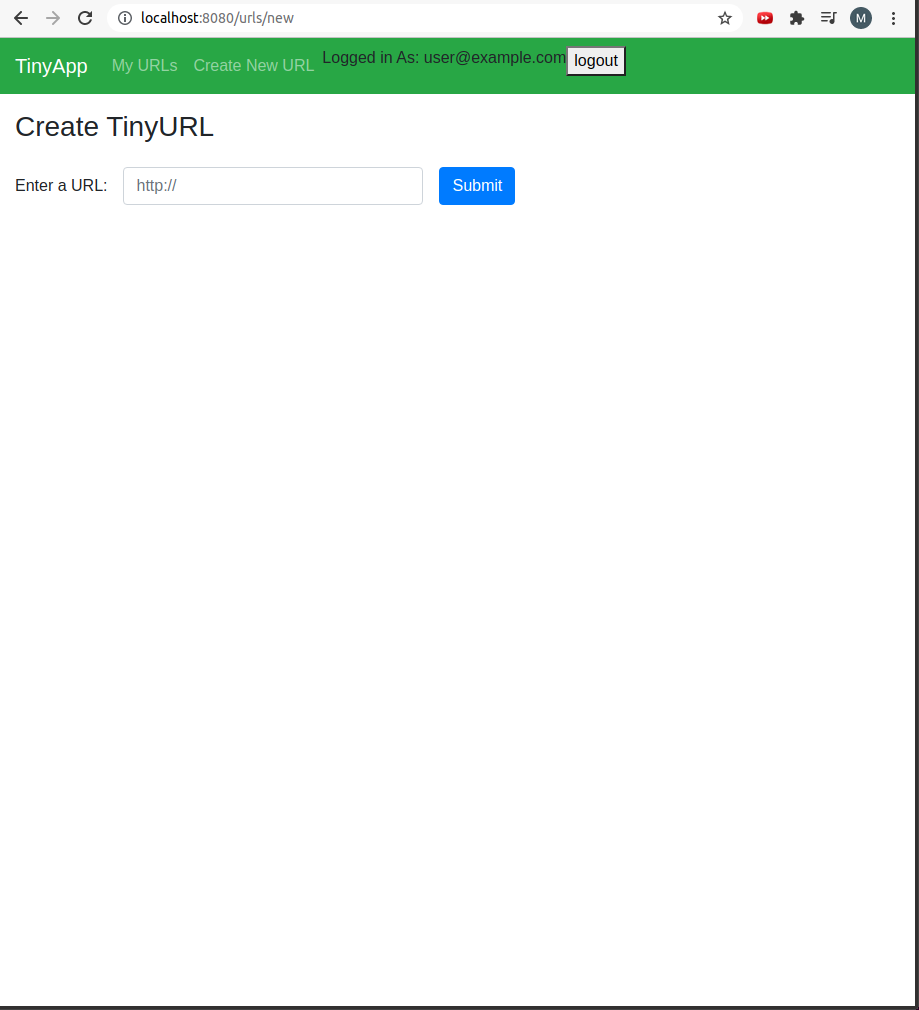 localhost:8080/urls/new
M
TinyApp My URLs Create New URL Logged in As: user@example.com logout
Create TinyURL
Enter a URL: http:// Submit